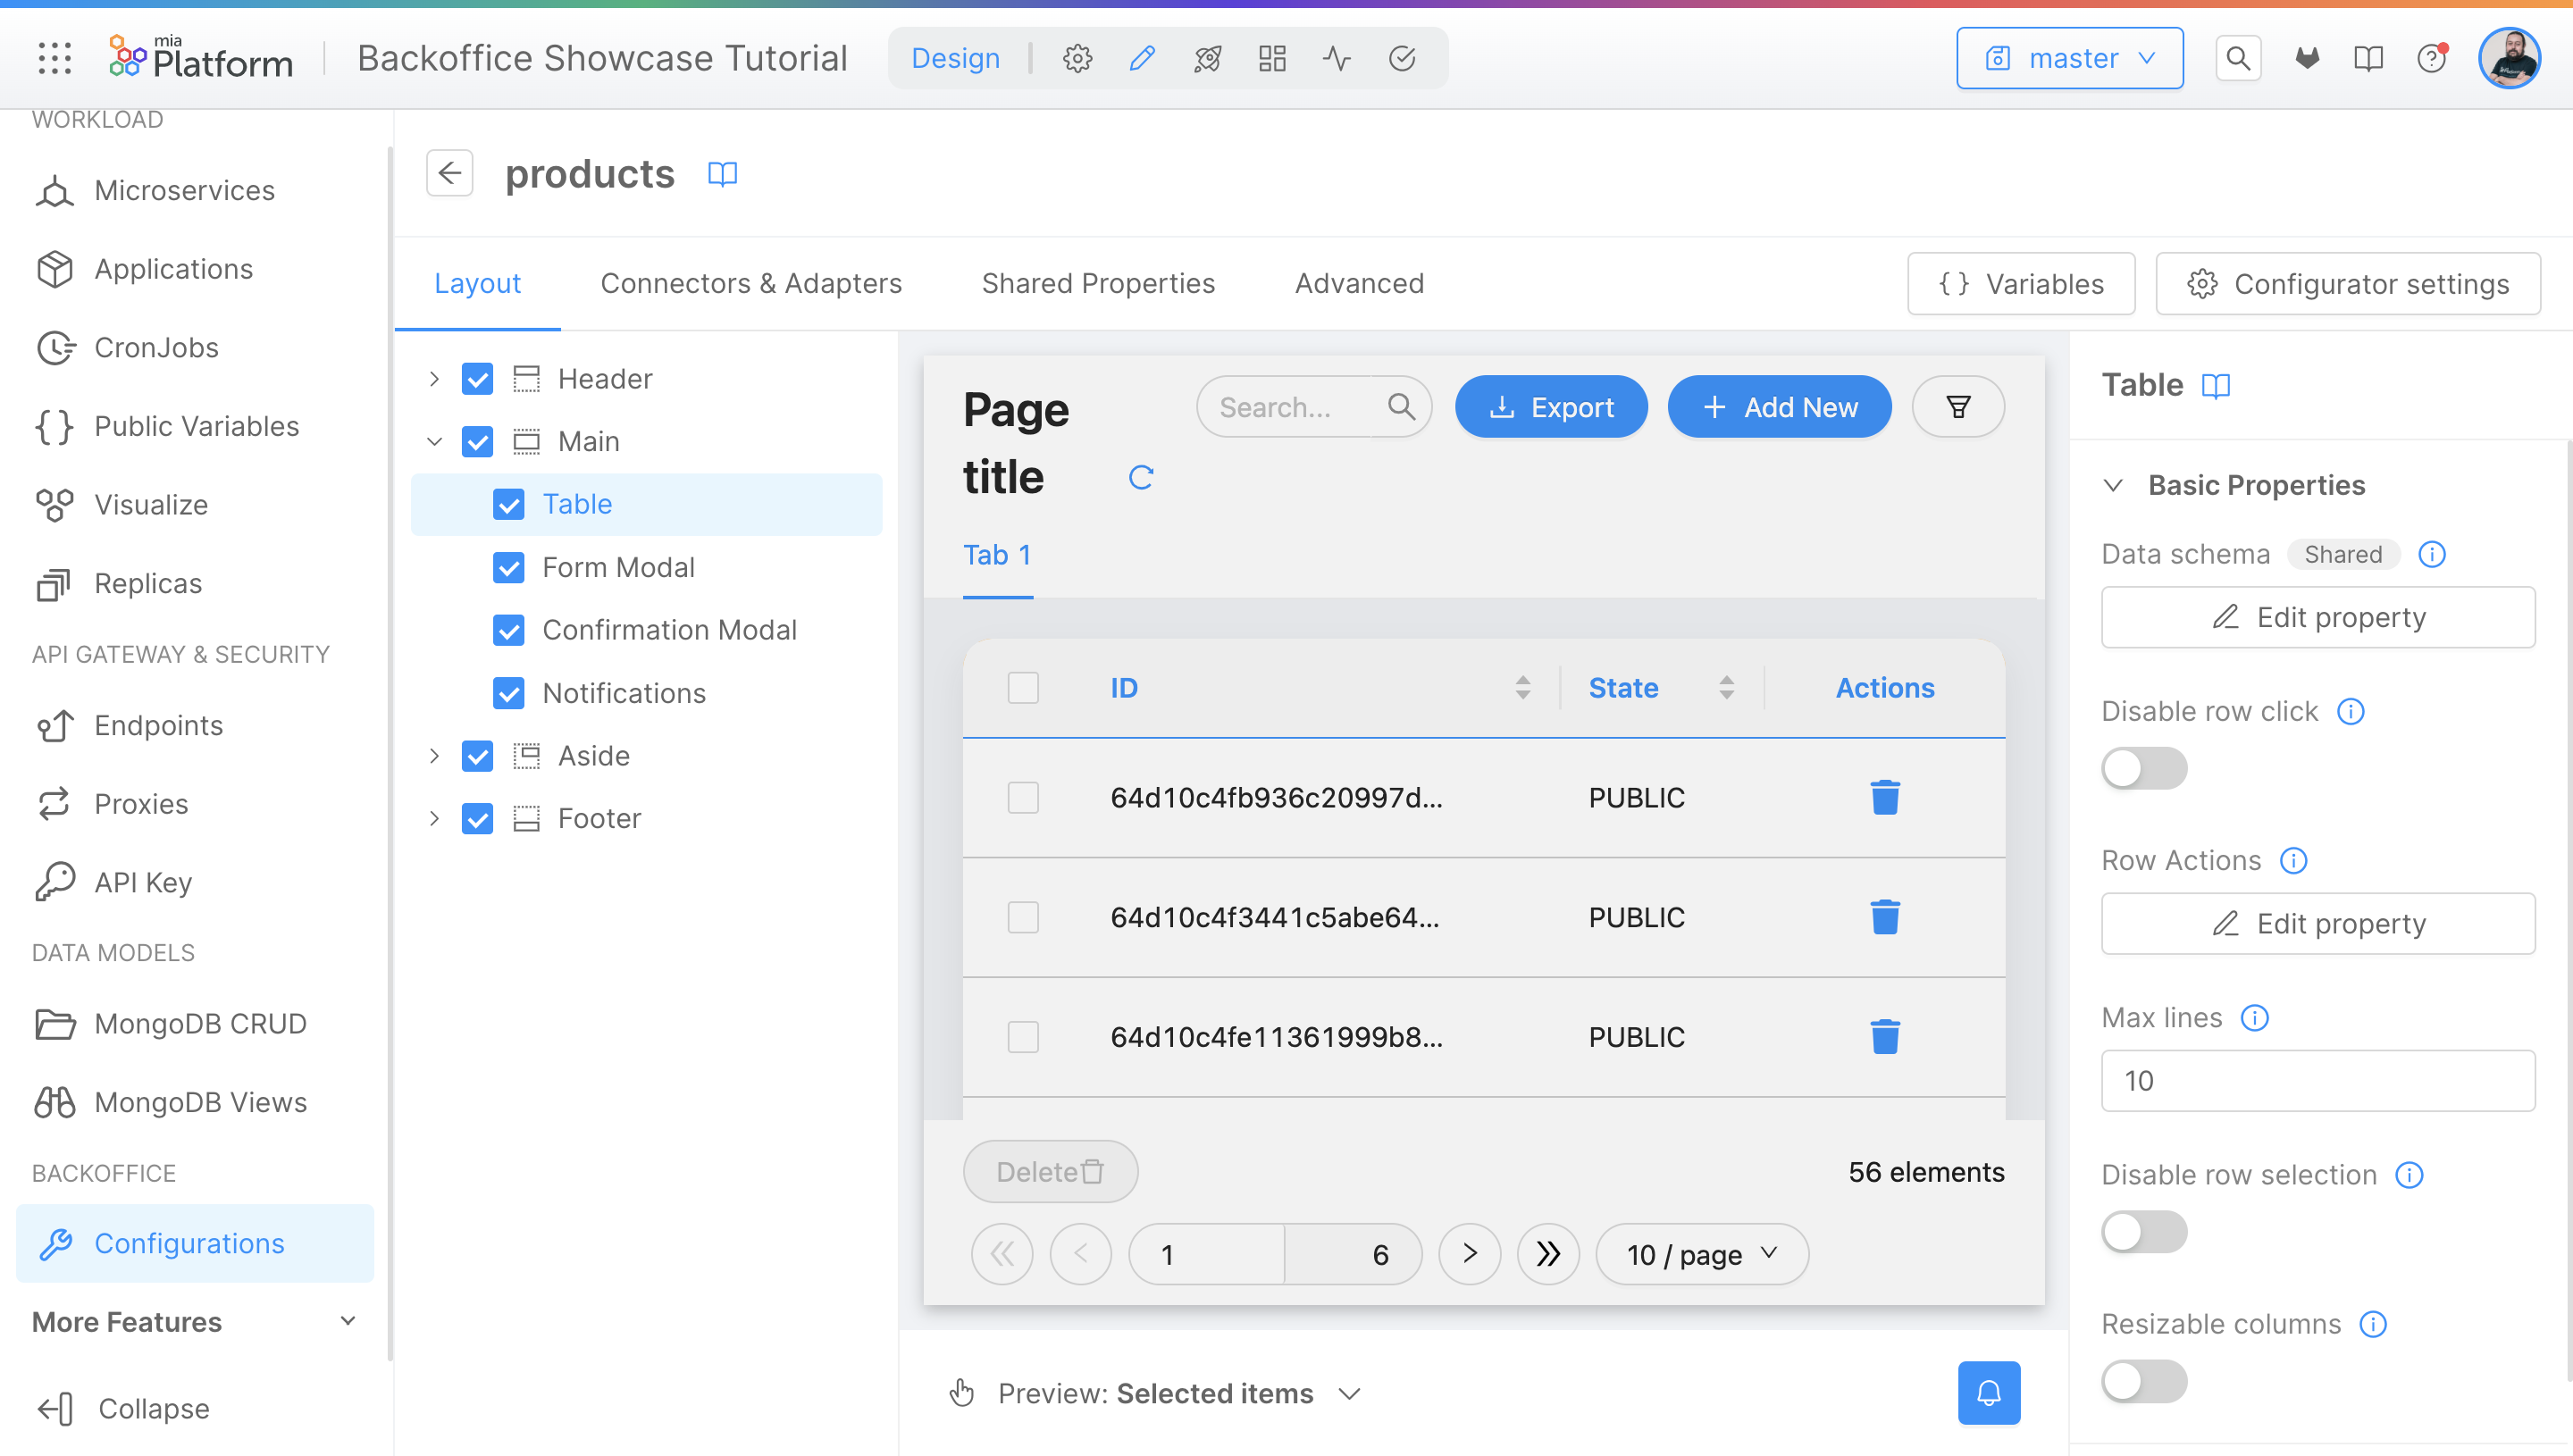 mia
Platform
Backoffice Showcase Tutorial
Design
master
WORKLOAD
Microservices
Applications
CronJobs
Public Variables
Visualize
Replicas
API GATEWAY & SECURITY
Endpoints
Proxies
API Key
DATA MODELS
MongoDB CRUD
MongoDB Views
BACKOFFICE
Configurations
More Features
Collapse
products
Layout
Connectors & Adapters
Shared Properties
Advanced
{ } Variables
Configurator settings
Header
Main
Table
Form Modal
Confirmation Modal
Notifications
Aside
Footer
Page
title
Search...
Export
+ Add New
Tab 1
ID State Actions
64d10c4fb936c20997d... PUBLIC
64d10c4f3441c5abe64... PUBLIC
64d10c4fe11361999b8... PUBLIC
Delete
56 elements
1 6 10 / page
Preview: Selected items
Table
Basic Properties
Data schema Shared
Edit property
Disable row click
Row Actions
Edit property
Max lines
10
Disable row selection
Resizable columns